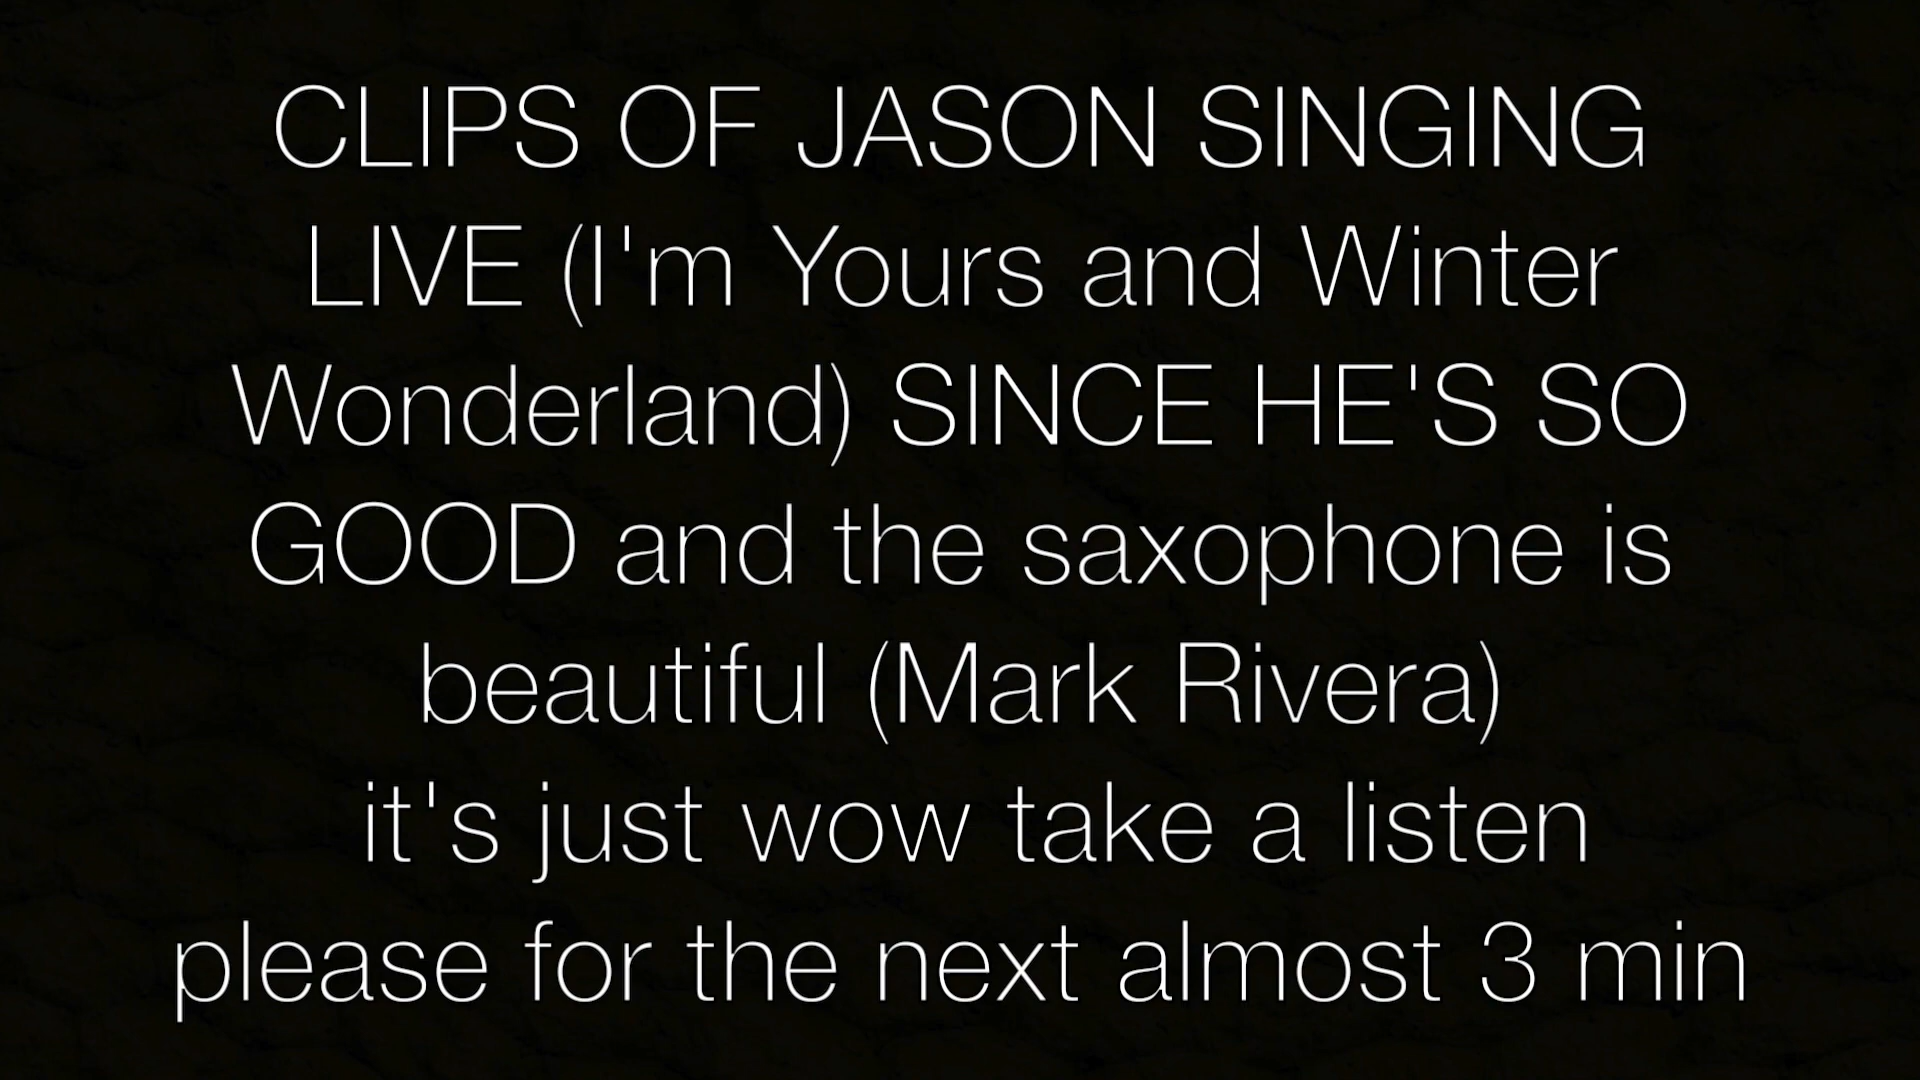 CLIPS OF JASON SINGING
LIVE (I'm Yours and Winter
Wonderland) SINCE HE'S SO
GOOD and the saxophone is
beautiful (Mark Rivera)
it's just wow take a listen
please for the next almost 3 min